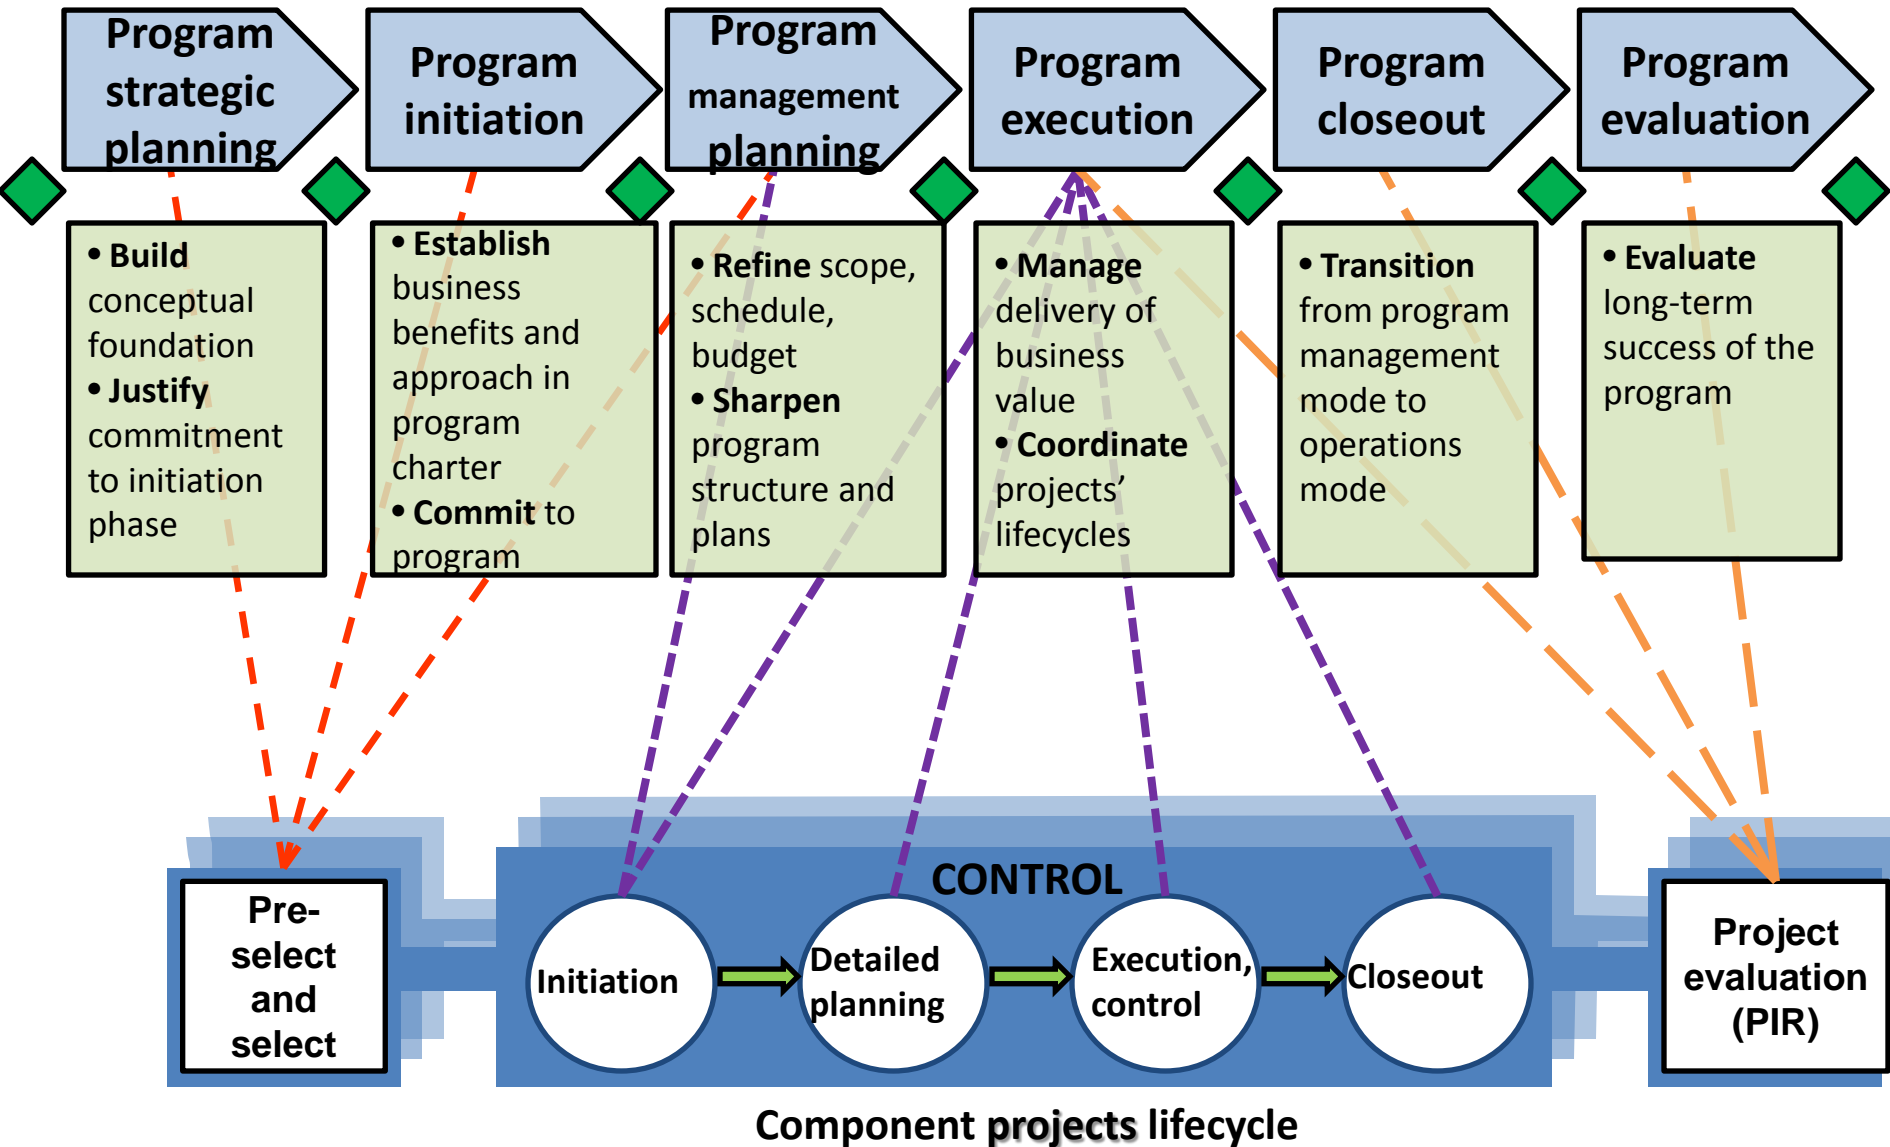 Program
strategic
planning
Program
initiation
Program
management
planning
Program
execution
Program
closeout
Program
evaluation
• Build
conceptual
foundation
• Justify
commitment
to initiation
phase
• Establish
business
benefits and
approach in
program
charter
• Commit to
program
• Refine scope,
schedule,
budget
• Sharpen
program
structure and
plans
• Manage
delivery of
business
value
• Coordinate
projects’
lifecycles
• Transition
from program
management
mode to
operations
mode
• Evaluate
long-term
success of the
program
CONTROL
Pre-
select
and
select
Initiation
Detailed
planning
Execution,
control
Closeout
Project
evaluation
(PIR)
Component projects lifecycle